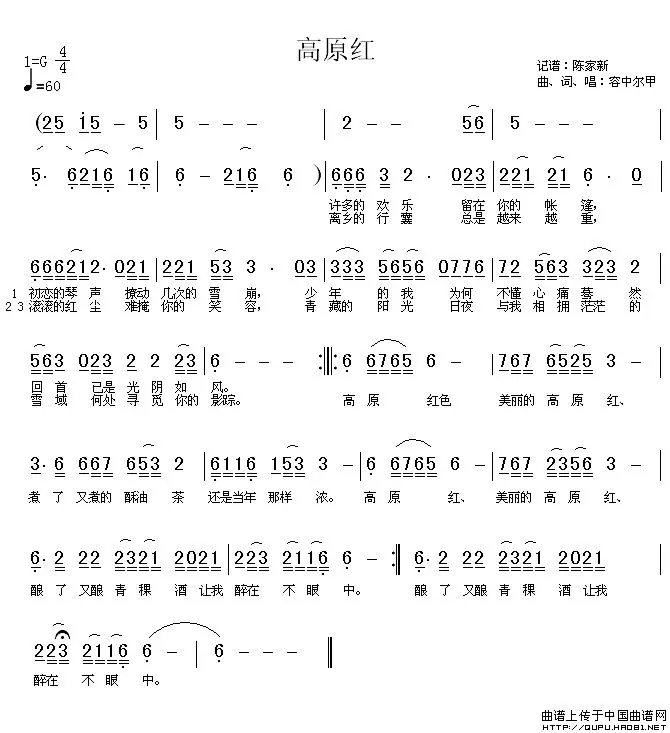 高原红
1=G 4/4
♩=60
记谱：陈家新
曲、词、唱：容中尔甲
(25 i5 - 5 | 5 - - - | 2 - - 56 | 5 - - -
5· 6216 16 | 6 - 216 6 ) | 666 3 2· 023 | 221 21 6· 0
许多的 欢 乐 留在 你的 帐 篷，
离乡的 行 囊 总是 越来 越 重，
666212· 021 | 221 53 3· 03 | 333 5656 0776 | 72 563 323 2
1 初恋的琴 声 撩动 几次的 雪 崩， 少 年 的 我 为何 不懂 心 痛 蓦 然
2 3 滚滚的红 尘 难掩 你的 笑 容， 青 藏的 阳 光 日夜 与我 相 拥 茫茫 的
563 023 2 2 23 | 6 - - - :||: 6 6765 6 - | 767 6525 3 -
回 首 已是 光 阴 如 风。
雪 域 何处 寻 觅 你的 影踪。 高 原 红色 美丽的 高 原 红、
3· 6 667 653 2 | 6116 153 3 - | 6 6765 6 - | 767 2356 3 -
煮 了 又煮的 酥油 茶 还是当年 那样 浓。 高 原 红、 美丽的 高 原 红、
6· 2 22 2321 2021 | 223 2116 6 - :|| 6· 2 22 2321 2021
酿 了 又酿 青 稞 酒 让我 醉在 不 眠 中。 酿 了 又酿 青 稞 酒 让我
223 2116 6 - | 6 - - - ||
醉在 不 眠 中。
曲谱上传于中国曲谱网
http://QUPU.HAO81.NET